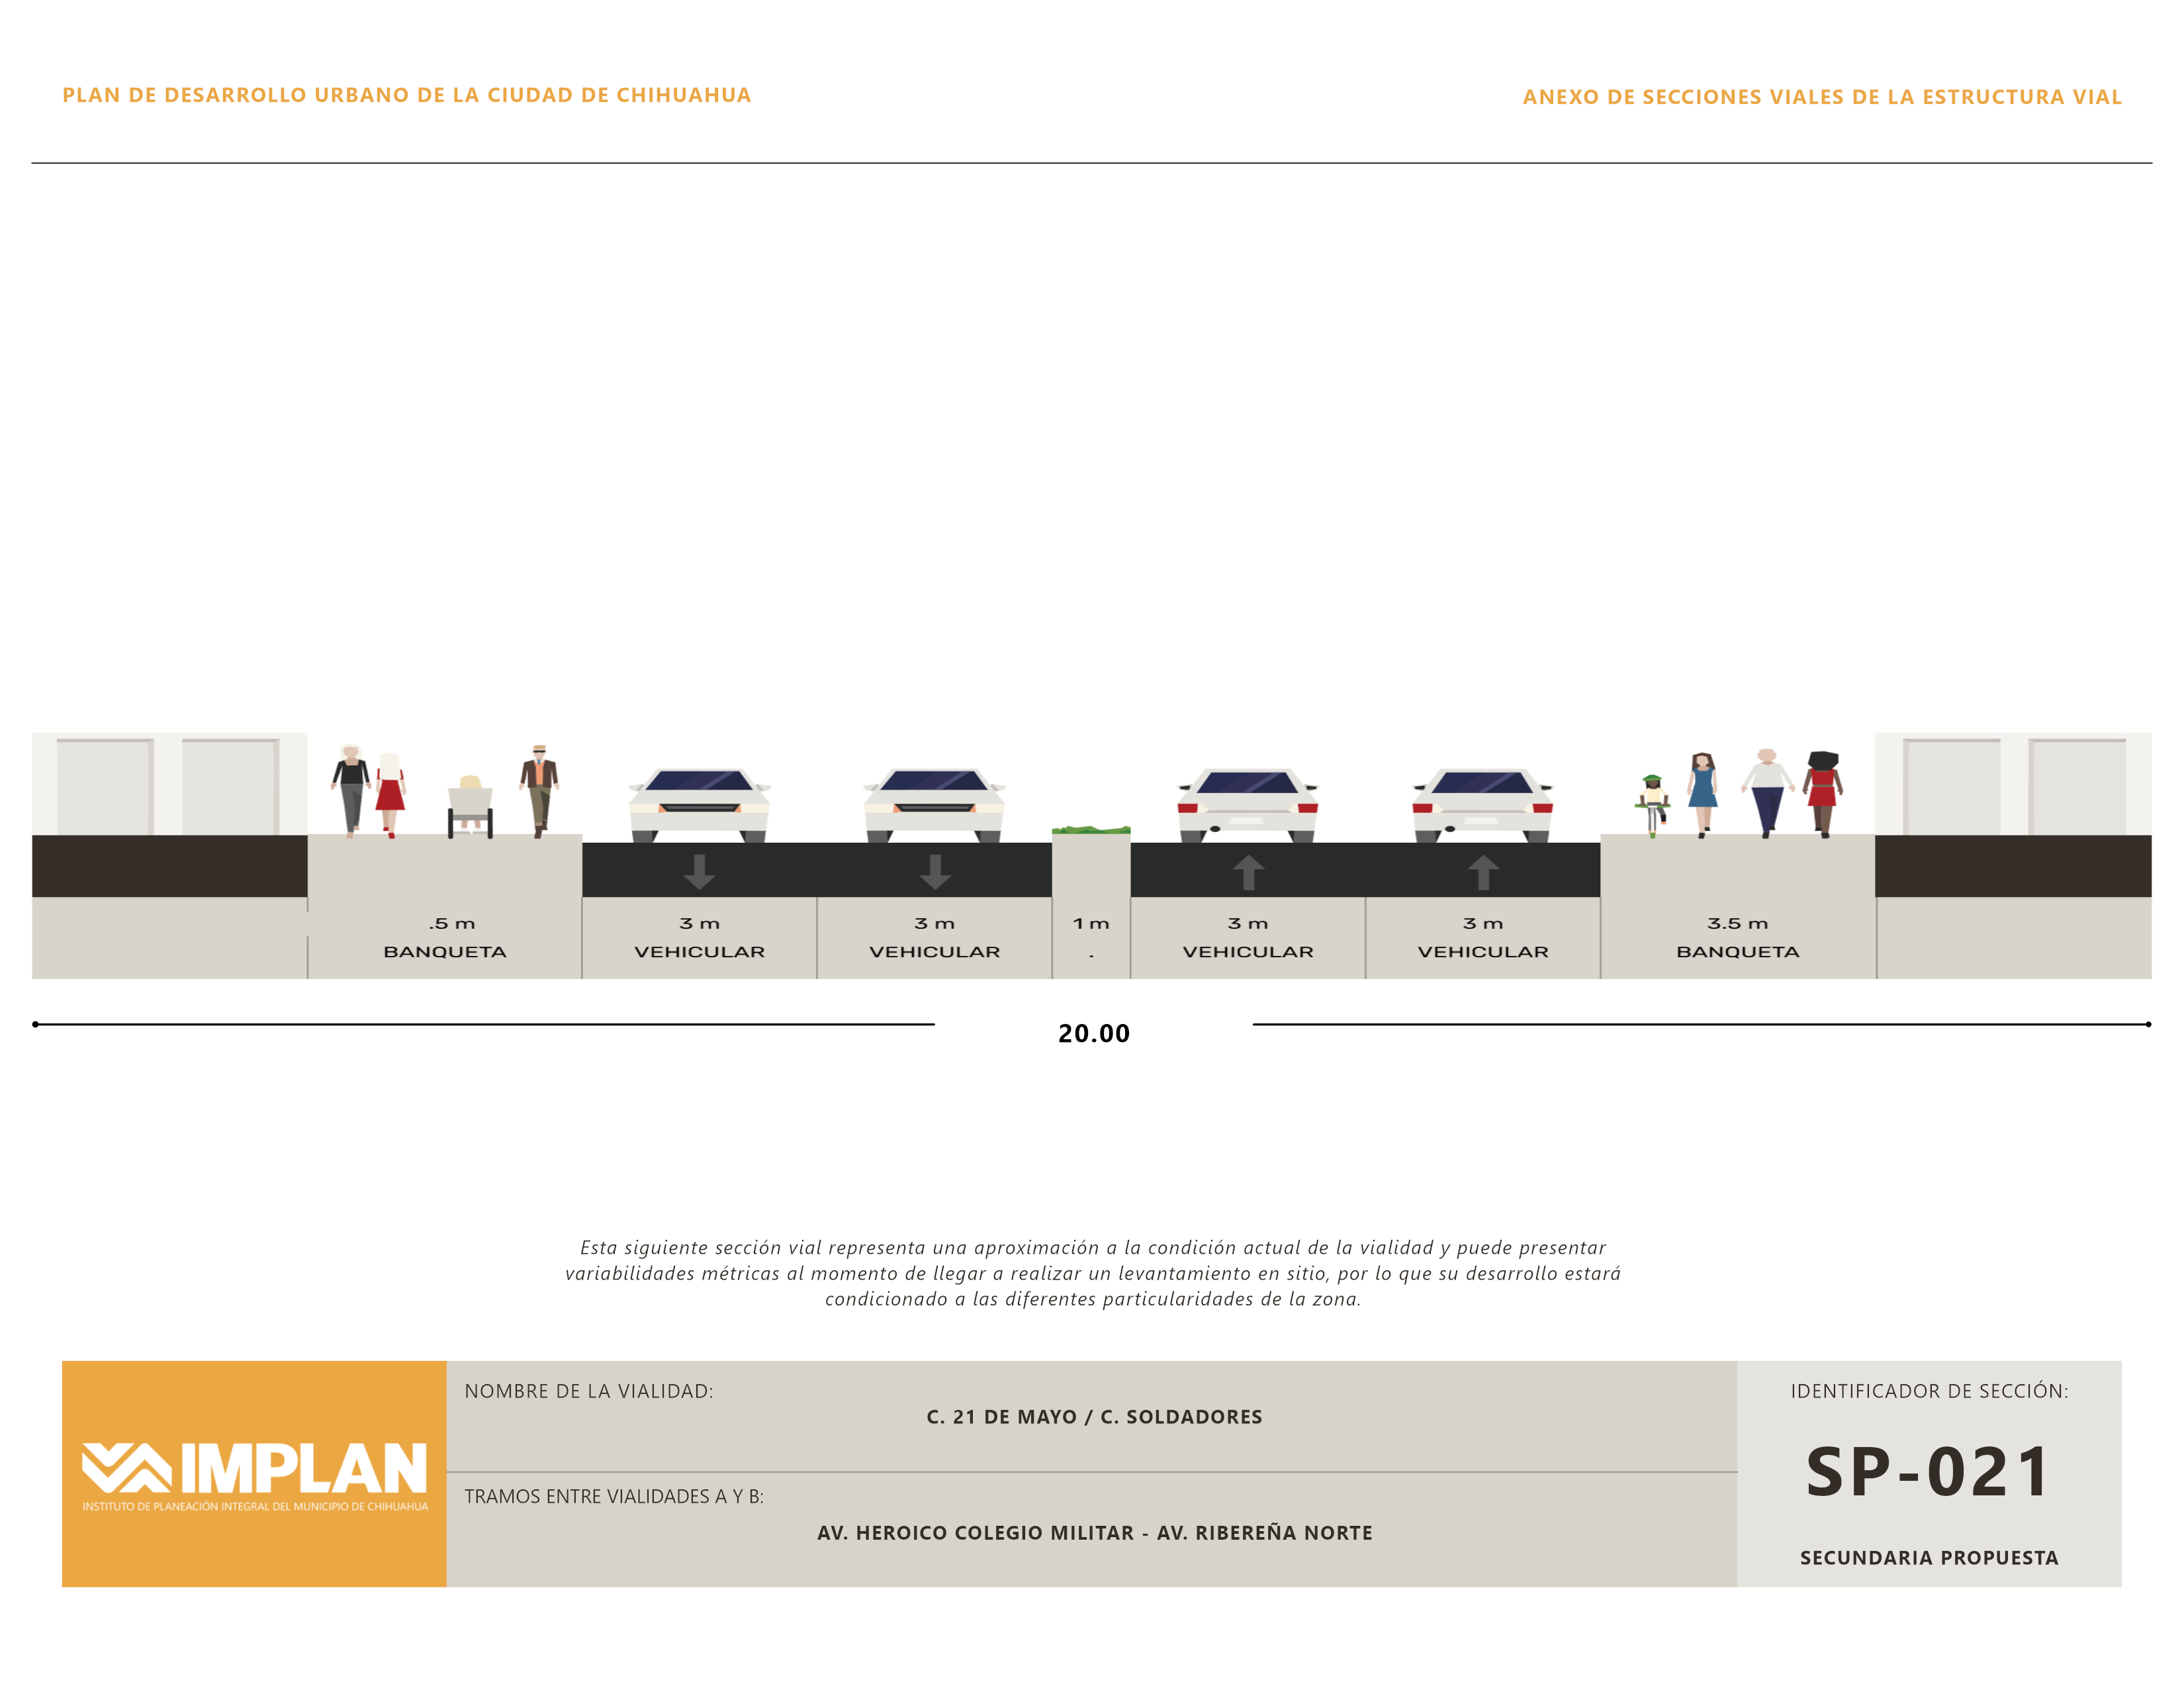 PLAN DE DESARROLLO URBANO DE LA CIUDAD DE CHIHUAHUA
ANEXO DE SECCIONES VIALES DE LA ESTRUCTURA VIAL
.5 m
BANQUETA
3 m
VEHICULAR
3 m
VEHICULAR
1 m
.
3 m
VEHICULAR
3 m
VEHICULAR
3.5 m
BANQUETA
20.00
Esta siguiente sección vial representa una aproximación a la condición actual de la vialidad y puede presentar
variabilidades métricas al momento de llegar a realizar un levantamiento en sitio, por lo que su desarrollo estará
condicionado a las diferentes particularidades de la zona.
IMPLAN
INSTITUTO DE PLANEACIÓN INTEGRAL DEL MUNICIPIO DE CHIHUAHUA
NOMBRE DE LA VIALIDAD:
C. 21 DE MAYO / C. SOLDADORES
TRAMOS ENTRE VIALIDADES A Y B:
AV. HEROICO COLEGIO MILITAR - AV. RIBEREÑA NORTE
IDENTIFICADOR DE SECCIÓN:
SP-021
SECUNDARIA PROPUESTA